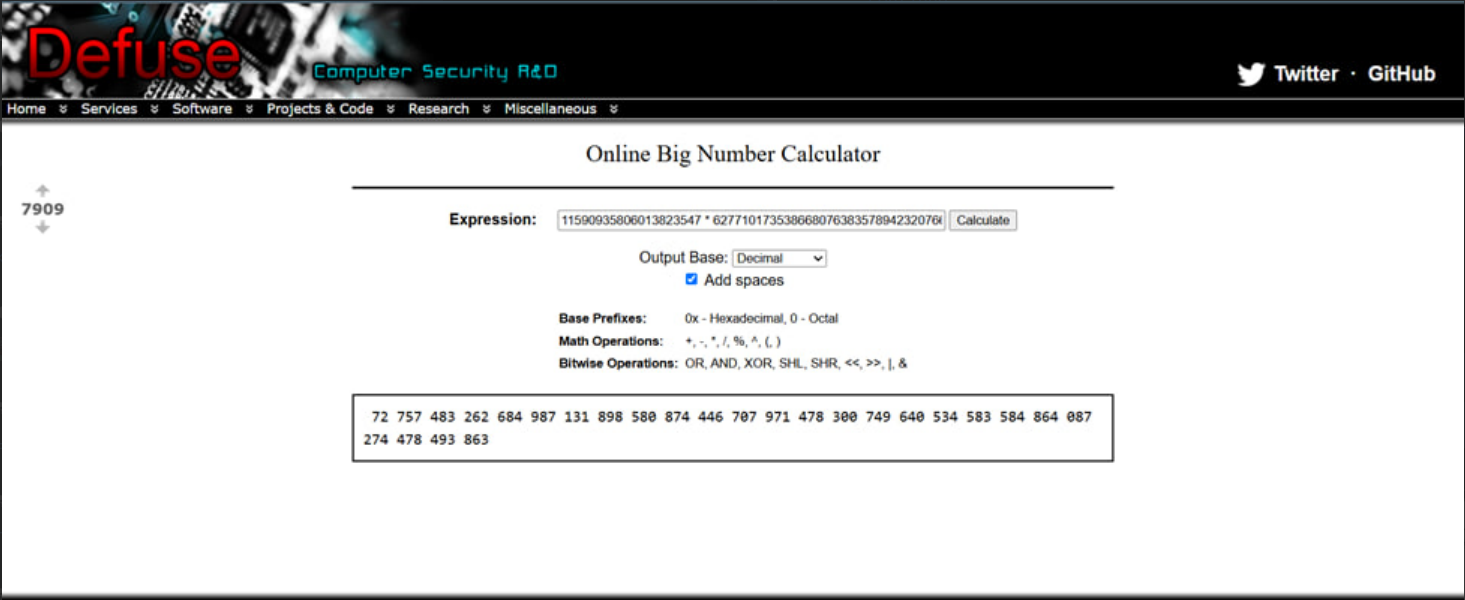 Defuse
Computer Security R&D
Twitter · GitHub
Home Services Software Projects & Code Research Miscellaneous
Online Big Number Calculator
7909
Expression: 11590935806013823547 * 6277101735386680763835789423207666 Calculate
Output Base: Decimal
Add spaces
Base Prefixes: 0x - Hexadecimal, 0 - Octal
Math Operations: +, -, *, /, %, ^, (, )
Bitwise Operations: OR, AND, XOR, SHL, SHR, <<, >>, |, &
72 757 483 262 684 987 131 898 580 874 446 707 971 478 300 749 640 534 583 584 864 087
274 478 493 863